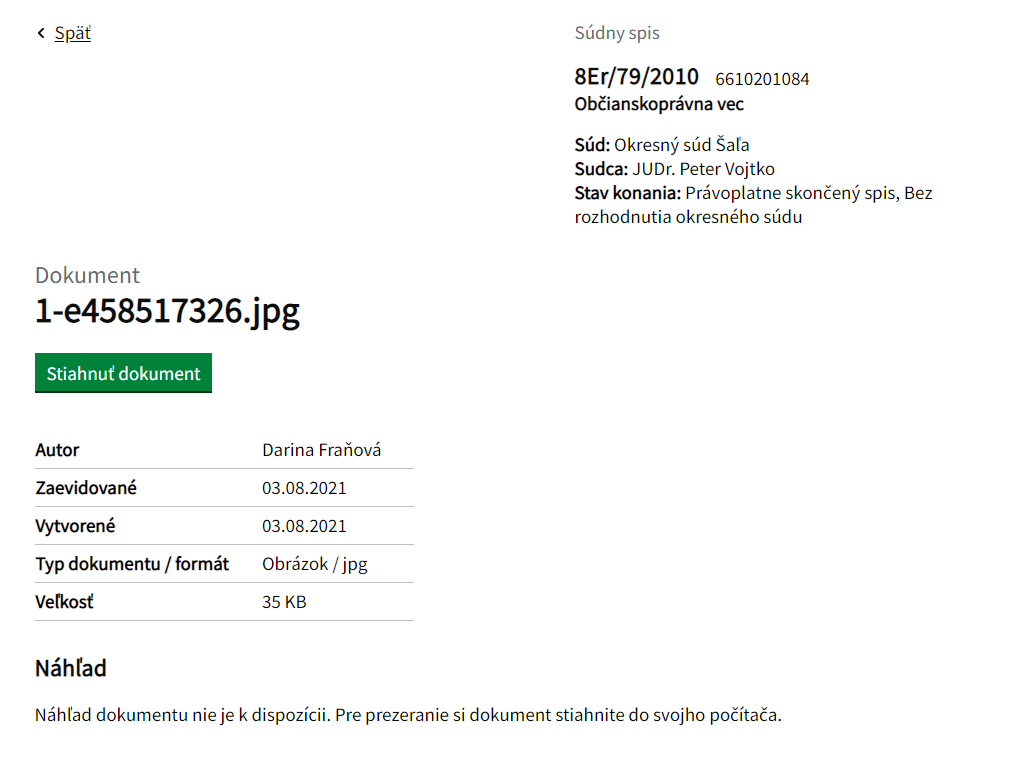 Späť
Súdny spis
8Er/79/2010 6610201084
Občianskoprávna vec
Súd: Okresný súd Šaľa
Sudca: JUDr. Peter Vojtko
Stav konania: Právoplatne skončený spis, Bez
rozhodnutia okresného súdu
Dokument
1-e458517326.jpg
Stiahnuť dokument
Autor Darina Fraňová
Zaevidované 03.08.2021
Vytvorené 03.08.2021
Typ dokumentu / formát Obrázok / jpg
Veľkosť 35 KB
Náhľad
Náhľad dokumentu nie je k dispozícii. Pre prezeranie si dokument stiahnite do svojho počítača.